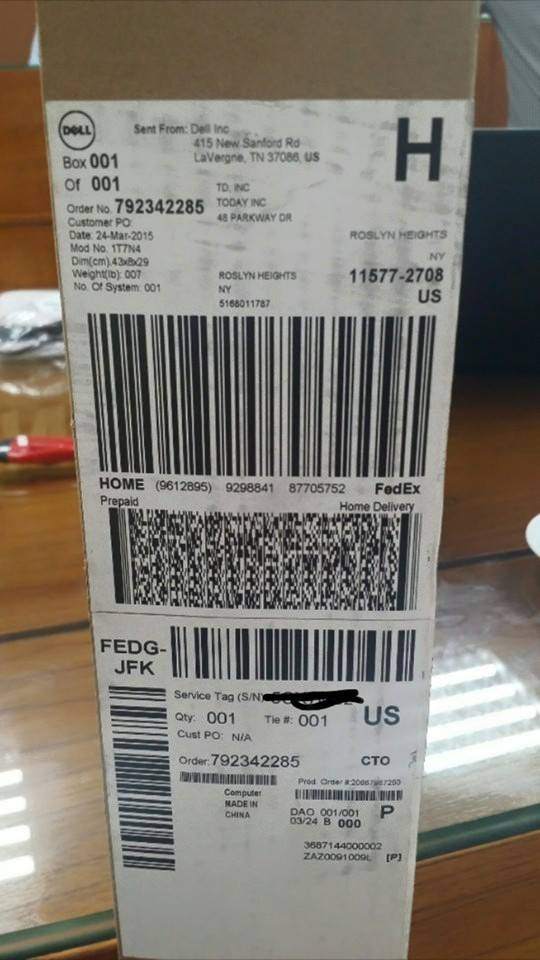 DELL
Sent From: Dell Inc
415 New Sanford Rd
LaVergne, TN 37086, US
H
Box 001
Of 001
Order No. 792342285
Customer PO:
Date: 24-Mar-2015
Mod No. 1T7N4
Dim(cm).43x8x29
Weight(lb): 007
No. Of System: 001
TD, INC
TODAY INC
48 PARKWAY DR
ROSLYN HEIGHTS
NY
5168011787
ROSLYN HEIGHTS
NY
11577-2708
US
HOME (9612895) 9298841 87705752 FedEx
Prepaid Home Delivery
FEDG-
JFK
Service Tag (S/N)
Qty: 001 Tie #: 001 US
Cust PO: N/A
Order: 792342285 CTO
Prod. Order #:
Computer
MADE IN
CHINA
DAO 001/001 P
03/24 B 000
3687144000002
ZAZ0091009L [P]